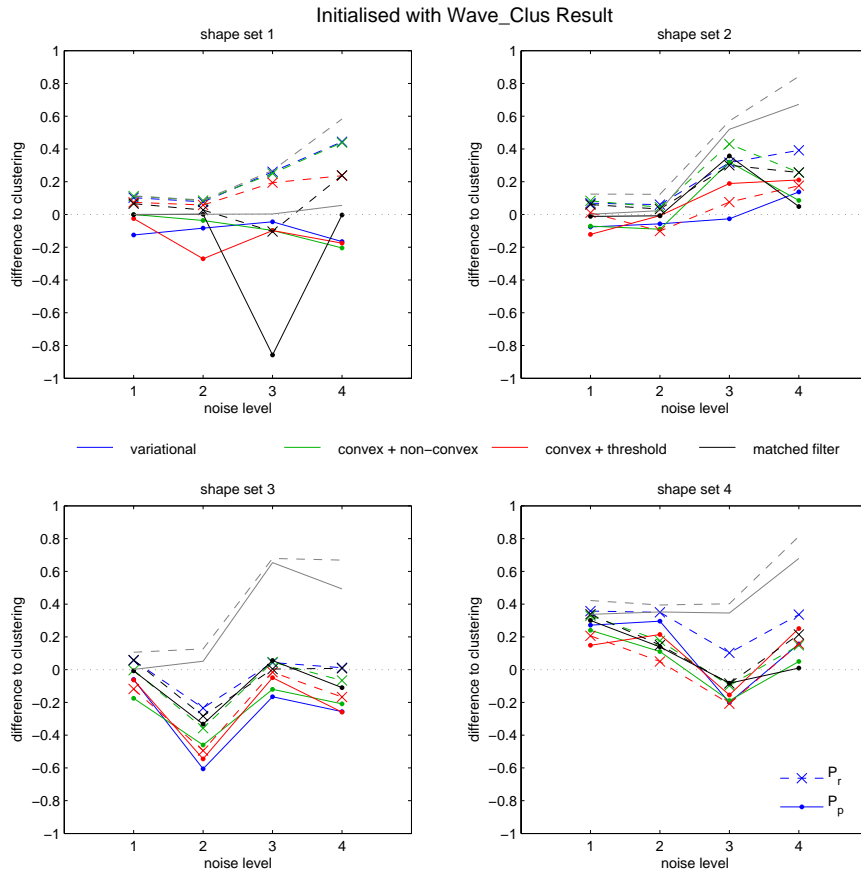 Initialised with Wave_Clus Result
shape set 1
1
0.8
0.6
0.4
0.2
0
−0.2
−0.4
−0.6
−0.8
−1
difference to clustering
1 2 3 4
noise level
shape set 2
1
0.8
0.6
0.4
0.2
0
−0.2
−0.4
−0.6
−0.8
−1
difference to clustering
1 2 3 4
noise level
variational convex + non−convex convex + threshold matched filter
shape set 3
1
0.8
0.6
0.4
0.2
0
−0.2
−0.4
−0.6
−0.8
−1
difference to clustering
1 2 3 4
noise level
shape set 4
1
0.8
0.6
0.4
0.2
0
−0.2
−0.4
−0.6
−0.8
−1
difference to clustering
1 2 3 4
noise level
P_r
P_p